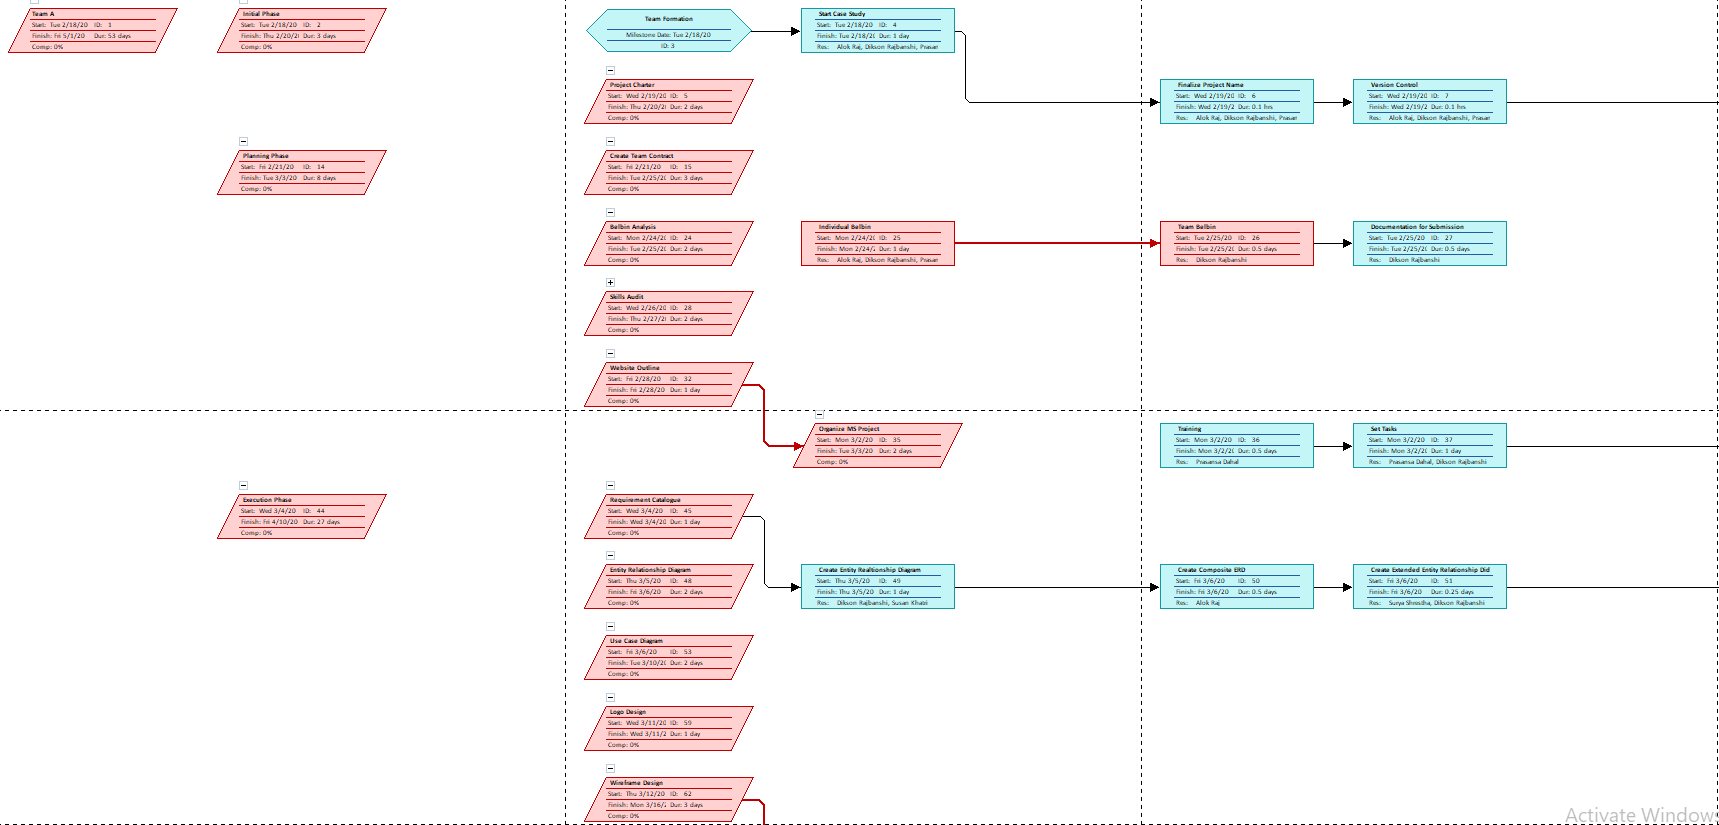 Team A
Start: Tue 2/18/20 ID: 1
Finish: Fri 5/1/20 Dur: 53 days
Comp: 0%
Initial Phase
Start: Tue 2/18/20 ID: 2
Finish: Thu 2/20/2( Dur: 3 days
Comp: 0%
Team Formation
Milestone Date: Tue 2/18/20
ID: 3
Start Case Study
Start: Tue 2/18/20 ID: 4
Finish: Tue 2/18/2( Dur: 1 day
Res: Alok Raj, Dikson Rajbanshi, Prasan
Project Charter
Start: Wed 2/19/20 ID: 5
Finish: Thu 2/20/2( Dur: 2 days
Comp: 0%
Finalize Project Name
Start: Wed 2/19/20 ID: 6
Finish: Wed 2/19/2 Dur: 0.1 hrs
Res: Alok Raj, Dikson Rajbanshi, Prasan
Version Control
Start: Wed 2/19/20 ID: 7
Finish: Wed 2/19/2 Dur: 0.1 hrs
Res: Alok Raj, Dikson Rajbanshi, Prasan
Planning Phase
Start: Fri 2/21/20 ID: 14
Finish: Tue 3/3/20 Dur: 8 days
Comp: 0%
Create Team Contract
Start: Fri 2/21/20 ID: 15
Finish: Tue 2/25/2( Dur: 3 days
Comp: 0%
Belbin Analysis
Start: Mon 2/24/2( ID: 24
Finish: Tue 2/25/2( Dur: 2 days
Comp: 0%
Individual Belbin
Start: Mon 2/24/2( ID: 25
Finish: Mon 2/24/2 Dur: 1 day
Res: Alok Raj, Dikson Rajbanshi, Prasan
Team Belbin
Start: Tue 2/25/20 ID: 26
Finish: Tue 2/25/2( Dur: 0.5 days
Res: Dikson Rajbanshi
Documentation for Submission
Start: Tue 2/25/20 ID: 27
Finish: Tue 2/25/2( Dur: 0.5 days
Res: Dikson Rajbanshi
Skills Audit
Start: Wed 2/26/20 ID: 28
Finish: Thu 2/27/2( Dur: 2 days
Comp: 0%
Website Outline
Start: Fri 2/28/20 ID: 32
Finish: Fri 2/28/20 Dur: 1 day
Comp: 0%
Organize MS Project
Start: Mon 3/2/20 ID: 35
Finish: Tue 3/3/20 Dur: 2 days
Comp: 0%
Training
Start: Mon 3/2/20 ID: 36
Finish: Mon 3/2/2( Dur: 0.5 days
Res: Prasansa Dahal
Set Tasks
Start: Mon 3/2/20 ID: 37
Finish: Mon 3/2/2( Dur: 1 day
Res: Prasansa Dahal, Dikson Rajbanshi
Execution Phase
Start: Wed 3/4/20 ID: 44
Finish: Fri 4/10/20 Dur: 27 days
Comp: 0%
Requirement Catalogue
Start: Wed 3/4/20 ID: 45
Finish: Wed 3/4/2( Dur: 1 day
Comp: 0%
Entity Relationship Diagram
Start: Thu 3/5/20 ID: 48
Finish: Fri 3/6/20 Dur: 2 days
Comp: 0%
Create Entity Realtionship Diagram
Start: Thu 3/5/20 ID: 49
Finish: Thu 3/5/20 Dur: 1 day
Res: Dikson Rajbanshi, Susan Khatri
Create Composite ERD
Start: Fri 3/6/20 ID: 50
Finish: Fri 3/6/20 Dur: 0.5 days
Res: Alok Raj
Create Extended Entity Relationship Did
Start: Fri 3/6/20 ID: 51
Finish: Fri 3/6/20 Dur: 0.25 days
Res: Surya Shrestha, Dikson Rajbanshi
Use Case Diagram
Start: Fri 3/6/20 ID: 53
Finish: Tue 3/10/2( Dur: 2 days
Comp: 0%
Logo Design
Start: Wed 3/11/20 ID: 59
Finish: Wed 3/11/2 Dur: 1 day
Comp: 0%
Wireframe Design
Start: Thu 3/12/20 ID: 62
Finish: Mon 3/16/2 Dur: 3 days
Comp: 0%
Activate Windows